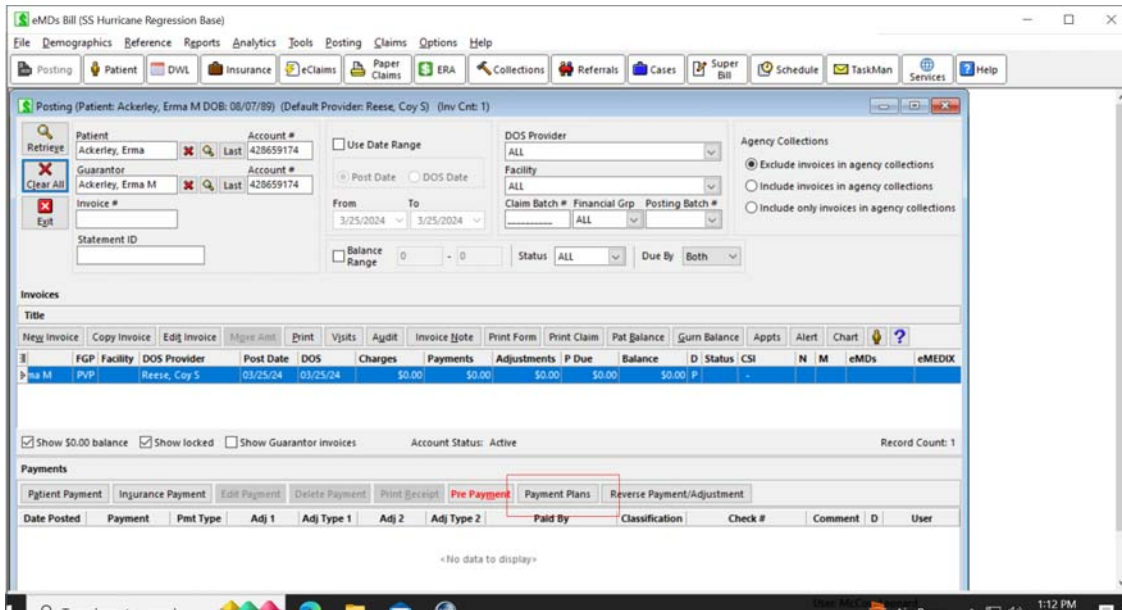 eMDs Bill (SS Hurricane Regression Base)
File Demographics Reference Reports Analytics Tools Posting Claims Options Help
Posting Patient DWL Insurance eClaims Paper Claims ERA Collections Referrals Cases Super Bill Schedule TaskMan Services Help
Posting (Patient: Ackerley, Erma M DOB: 08/07/89) (Default Provider: Reese, Coy S) (Inv Cnt: 1)
Retrieve
Clear All
Exit
Patient Account #
Ackerley, Erma Last 428659174
Guarantor Account #
Ackerley, Erma M Last 428659174
Invoice #
Statement ID
Use Date Range
Post Date DOS Date
From To
3/25/2024 3/25/2024
Balance Range 0 - 0
DOS Provider
ALL
Facility
ALL
Claim Batch # Financial Grp Posting Batch #
ALL
Status ALL Due By Both
Agency Collections
Exclude invoices in agency collections
Include invoices in agency collections
Include only invoices in agency collections
Invoices
Title
New Invoice Copy Invoice Edit Invoice Move Amt Print Visits Audit Invoice Note Print Form Print Claim Pat Balance Gurn Balance Appts Alert Chart ?
FGP Facility DOS Provider Post Date DOS Charges Payments Adjustments P Due Balance D Status CSI N M eMDs eMEDIX
ma M PVP Reese, Coy S 03/25/24 03/25/24 $0.00 $0.00 $0.00 $0.00 $0.00 P -
Show $0.00 balance Show locked Show Guarantor invoices Account Status: Active Record Count: 1
Payments
Patient Payment Insurance Payment Edit Payment Delete Payment Print Receipt Pre Payment Payment Plans Reverse Payment/Adjustment
Date Posted Payment Pmt Type Adj 1 Adj Type 1 Adj 2 Adj Type 2 Paid By Classification Check # Comment D User
<No data to display>
1:12 PM